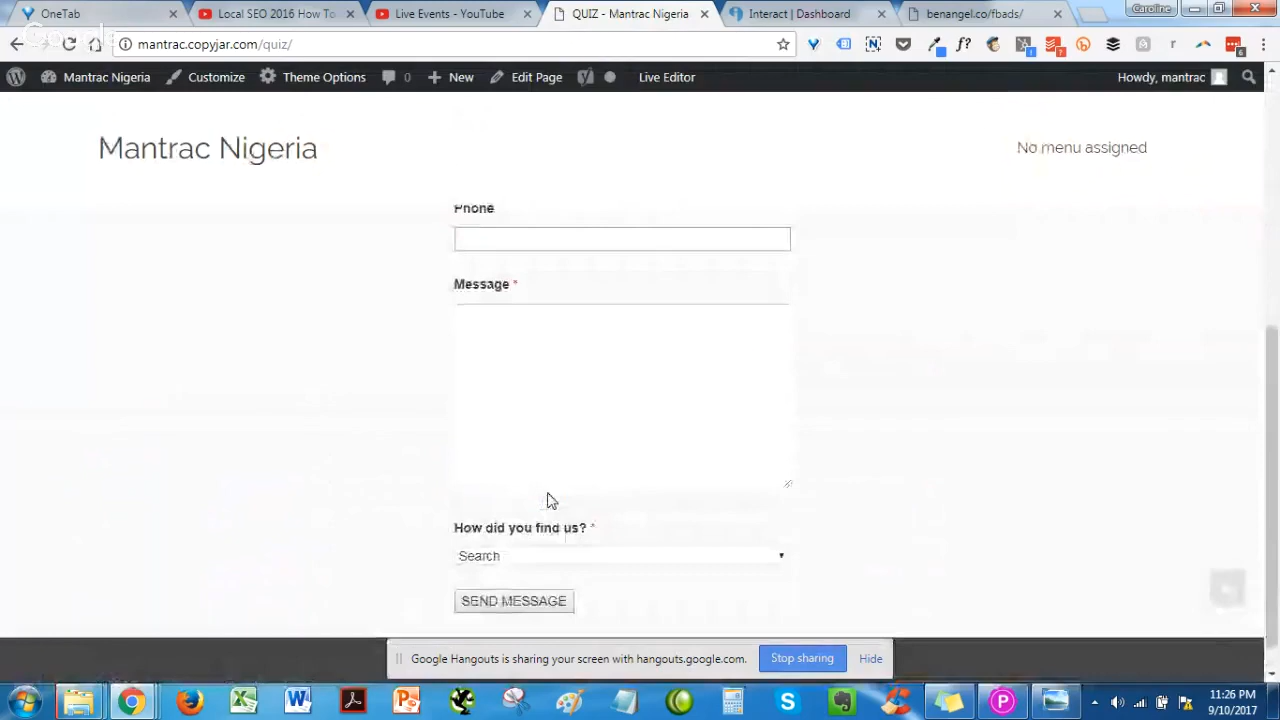 OneTab
Local SEO 2016 How To
Live Events - YouTube
QUIZ - Mantrac Nigeria
Interact | Dashboard
benangel.co/fbads/
Caroline
Google
mantrac.copyjar.com/quiz/
f?
r
6
Mantrac Nigeria
Customize
Theme Options
0
New
Edit Page
Live Editor
Howdy, mantrac
Mantrac Nigeria
No menu assigned
Phone
Message *
How did you find us? *
Search
SEND MESSAGE
Google Hangouts is sharing your screen with hangouts.google.com.
Stop sharing
Hide
11:26 PM
9/10/2017